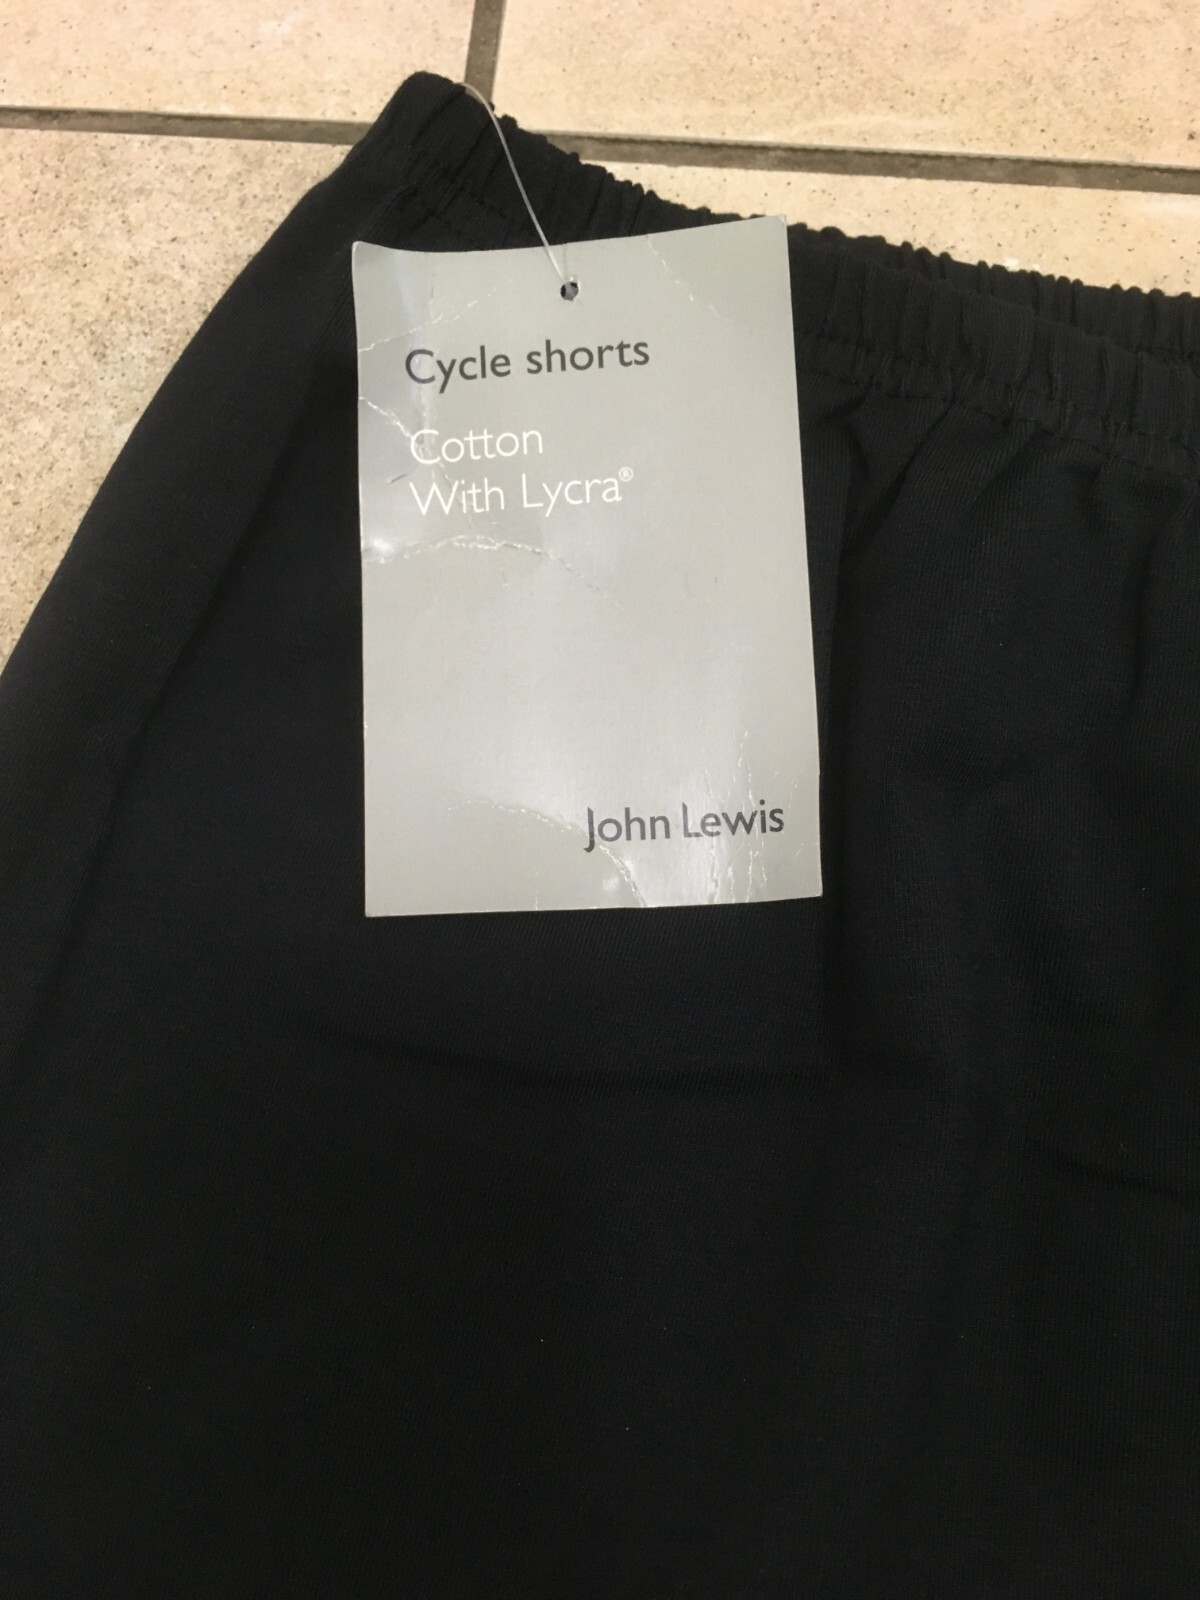 Cycle shorts
Cotton
With Lycra®
John Lewis